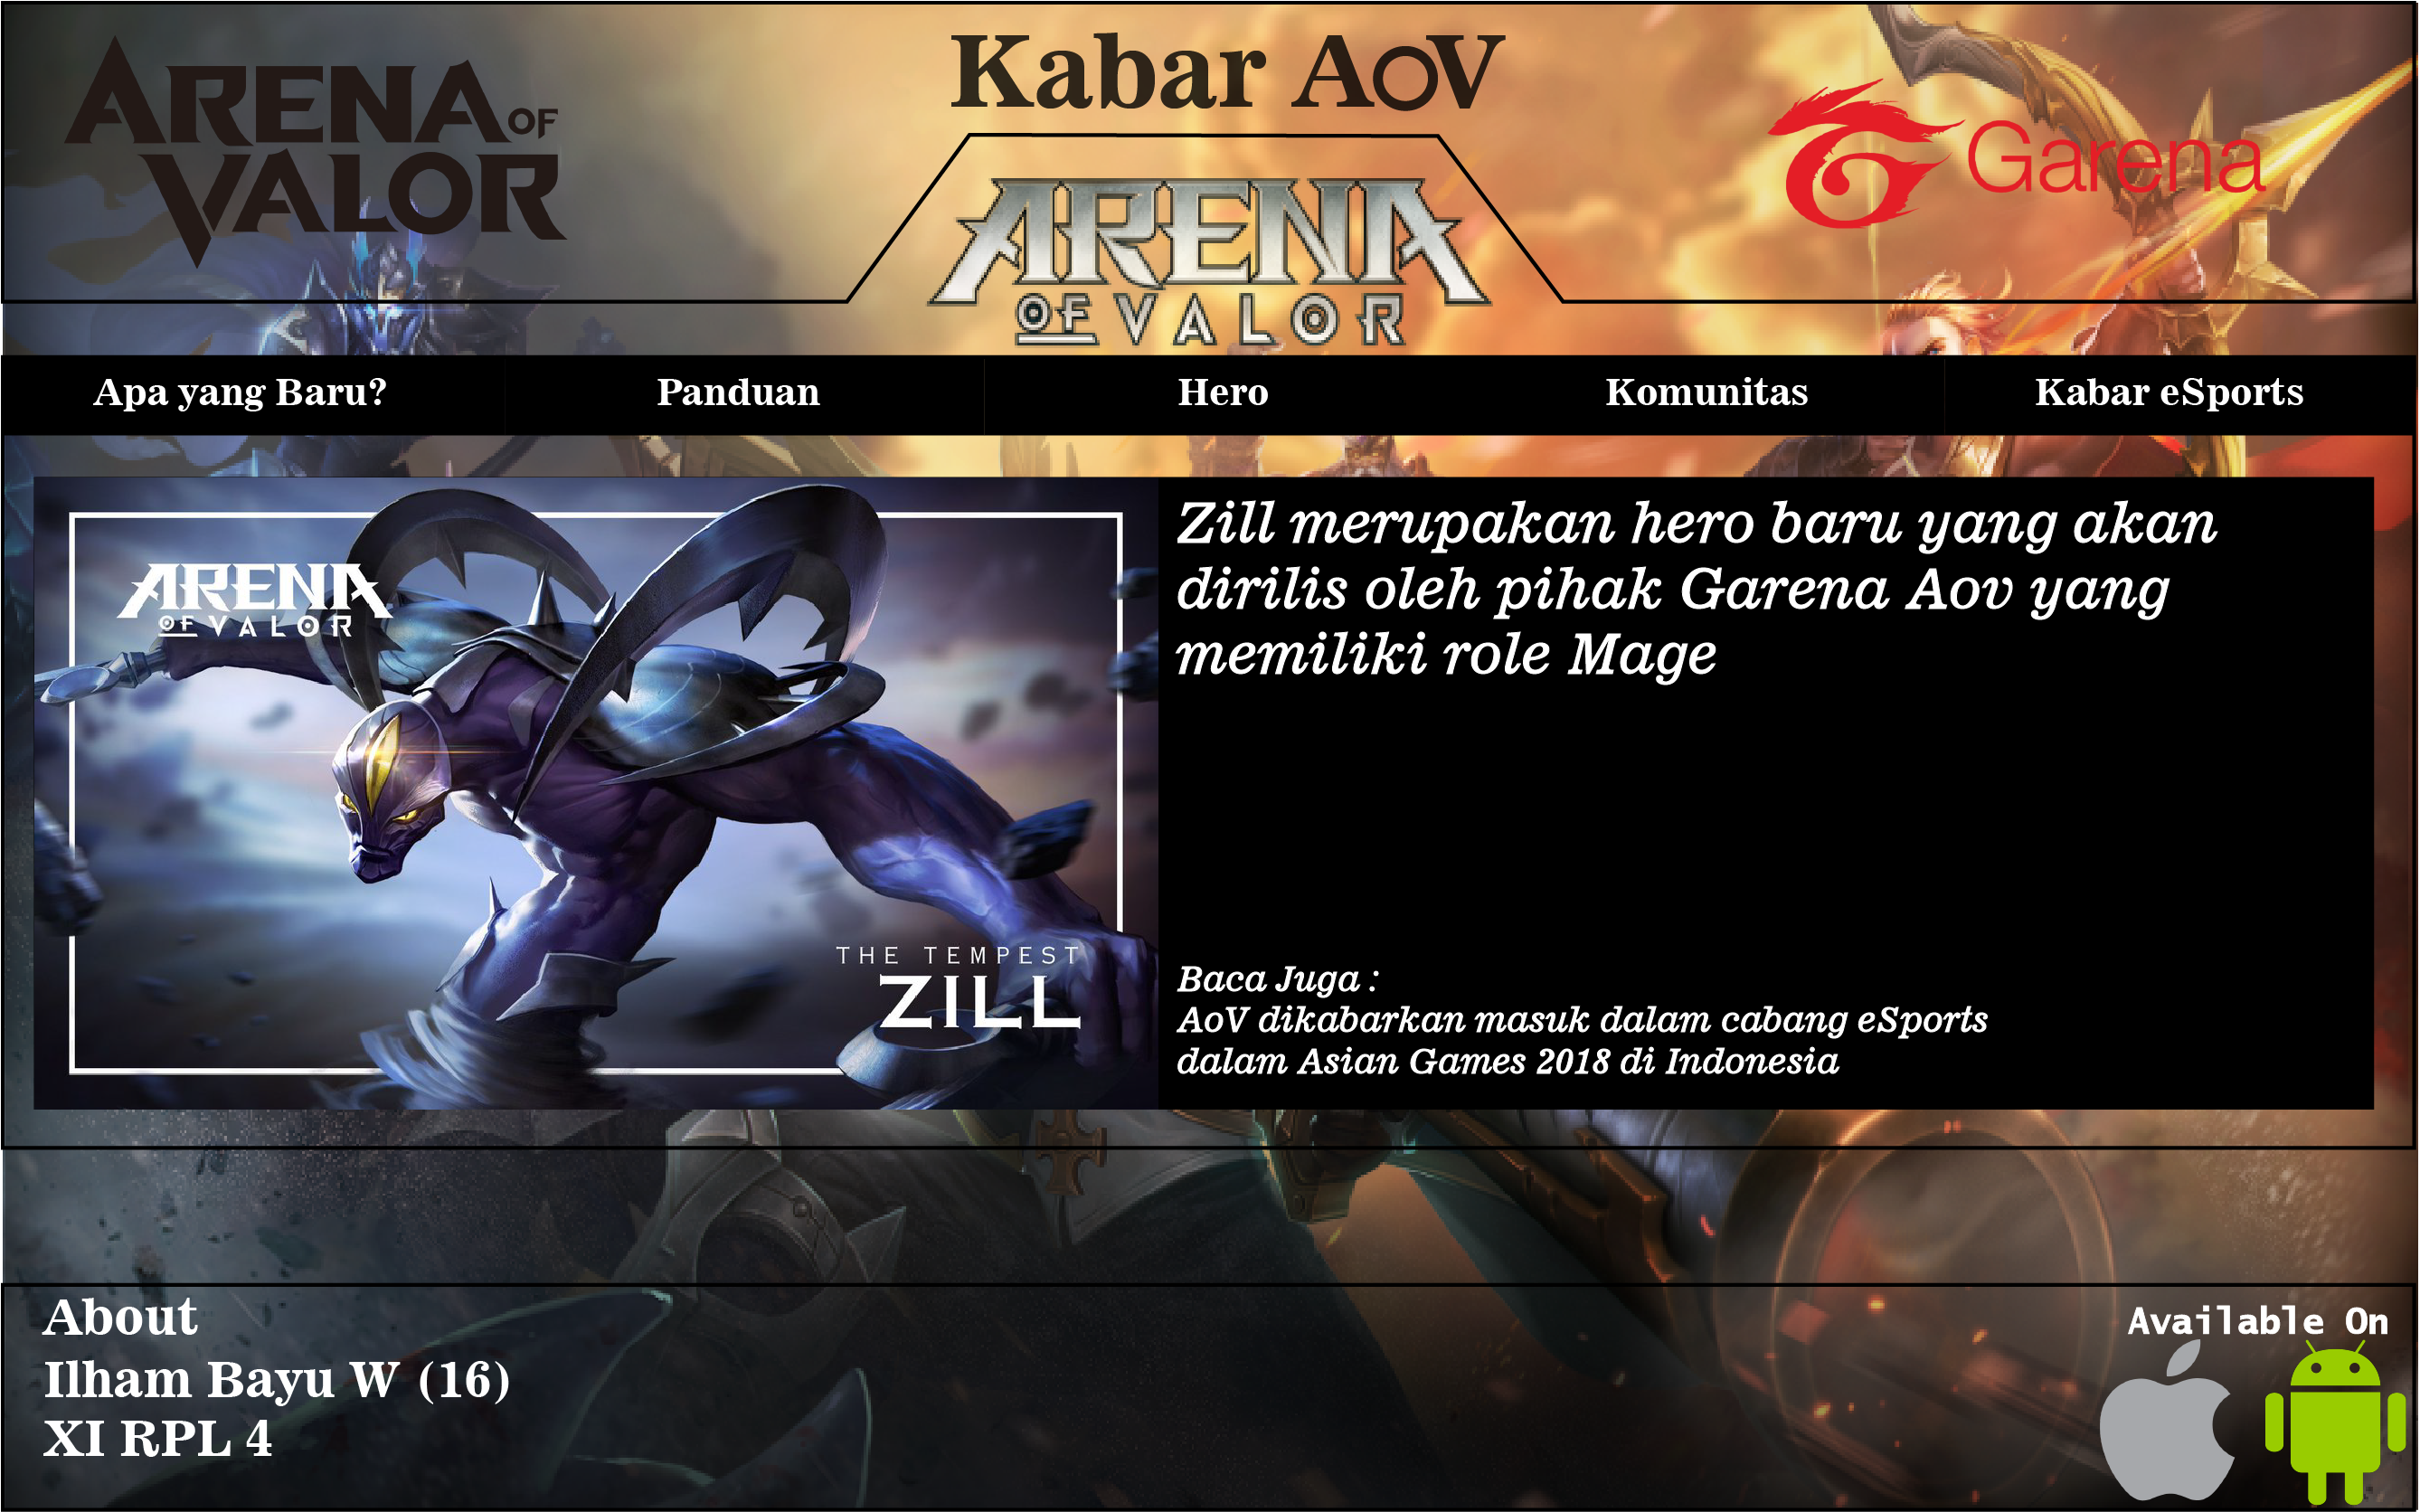 Kabar AoV
ARENA OF
VALOR
ARENA
OF VALOR
Garena
Apa yang Baru?
Panduan
Hero
Komunitas
Kabar eSports
ARENA
OF VALOR
THE TEMPEST
ZILL
Zill merupakan hero baru yang akan
dirilis oleh pihak Garena Aov yang
memiliki role Mage
Baca Juga :
AoV dikabarkan masuk dalam cabang eSports
dalam Asian Games 2018 di Indonesia
About
Ilham Bayu W (16)
XI RPL 4
Available On